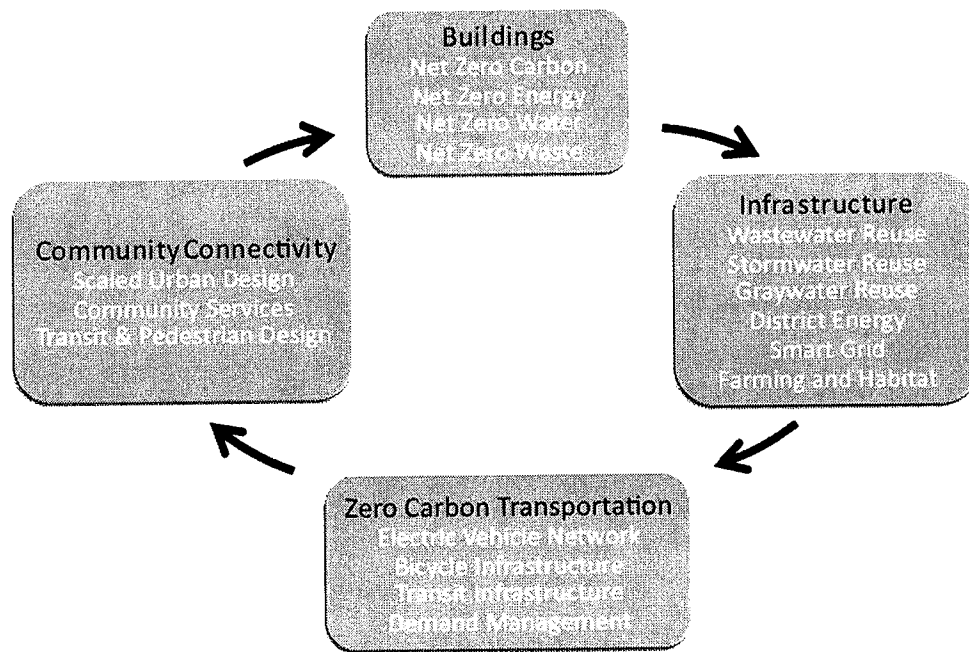 Buildings
Net Zero Carbon
Net Zero Energy
Net Zero Water
Net Zero Waste
Infrastructure
Wastewater Reuse
Stormwater Reuse
Graywater Reuse
District Energy
Smart Grid
Farming and Habitat
Zero Carbon Transportation
Electric Vehicle Network
Bicycle Infrastructure
Transit Infrastructure
Demand Management
Community Connectivity
Scaled Urban Design
Community Services
Transit & Pedestrian Design